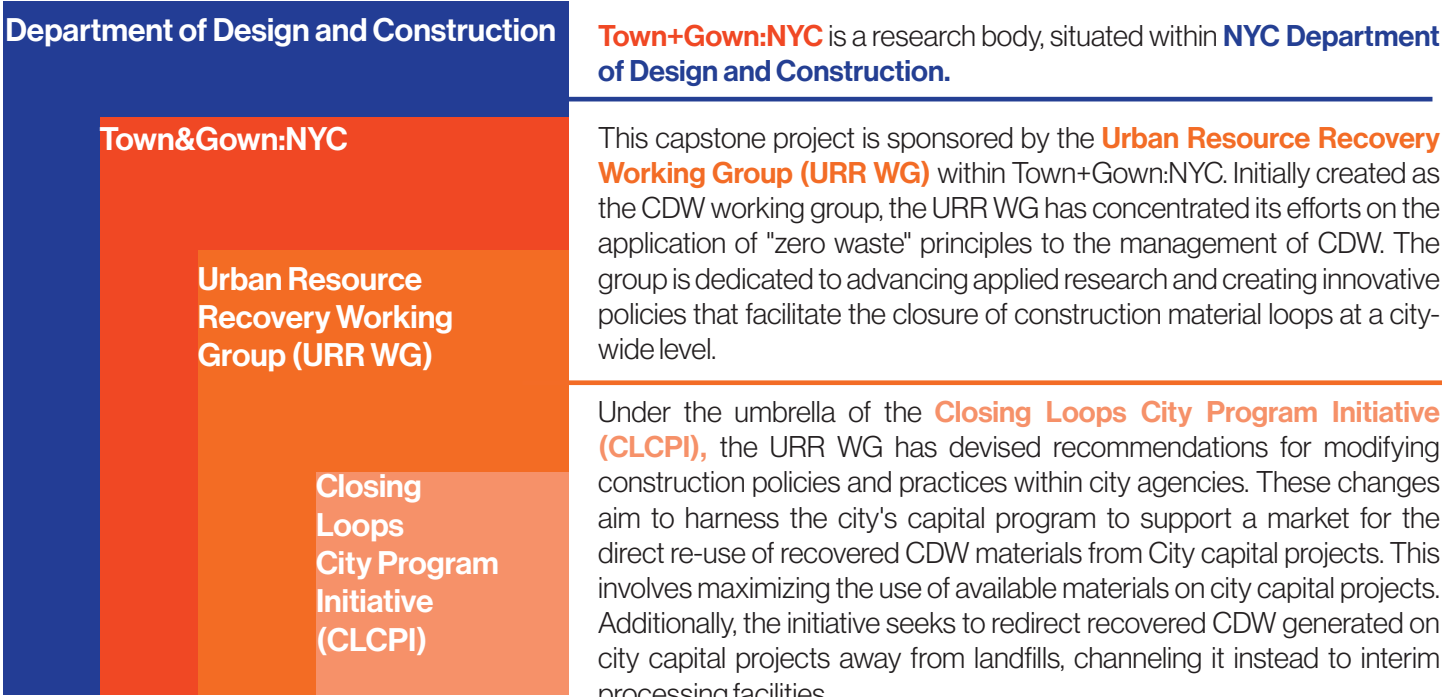 Department of Design and Construction
Town&Gown:NYC
Urban Resource
Recovery Working
Group (URR WG)
Closing
Loops
City Program
Initiative
(CLCPI)
Town+Gown:NYC is a research body, situated within NYC Department
of Design and Construction.
This capstone project is sponsored by the Urban Resource Recovery
Working Group (URR WG) within Town+Gown:NYC. Initially created as
the CDW working group, the URR WG has concentrated its efforts on the
application of "zero waste" principles to the management of CDW. The
group is dedicated to advancing applied research and creating innovative
policies that facilitate the closure of construction material loops at a city-
wide level.
Under the umbrella of the Closing Loops City Program Initiative
(CLCPI), the URR WG has devised recommendations for modifying
construction policies and practices within city agencies. These changes
aim to harness the city's capital program to support a market for the
direct re-use of recovered CDW materials from City capital projects. This
involves maximizing the use of available materials on city capital projects.
Additionally, the initiative seeks to redirect recovered CDW generated on
city capital projects away from landfills, channeling it instead to interim
processing facilities.